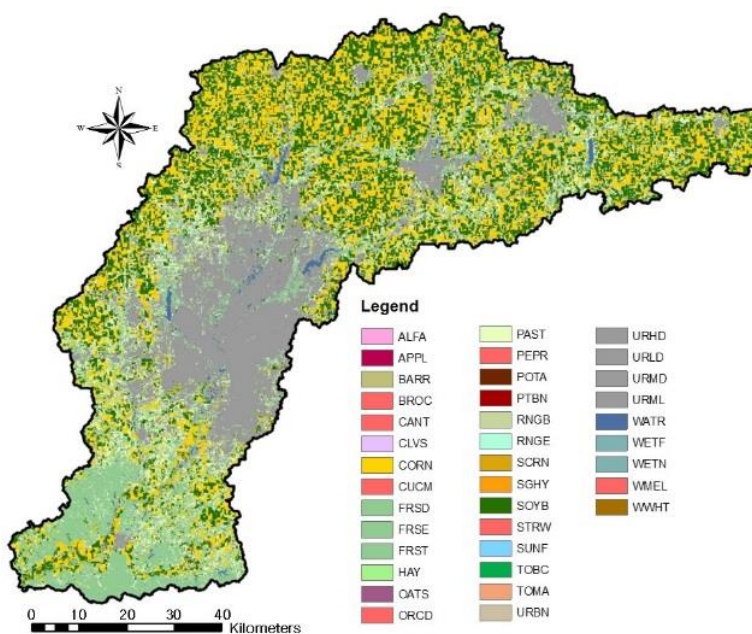 N
W E
S
Legend
ALFA
APPL
BARR
BROC
CANT
CLVS
CORN
CUCM
FRSD
FRSE
FRST
HAY
OATS
ORCD
PAST
PEPR
POTA
PTBN
RNGB
RNGE
SCRN
SGHY
SOYB
STRW
SUNF
TOBC
TOMA
URBN
URHD
URLD
URMD
URML
WATR
WETF
WETN
WMEL
WWHT
0 10 20 30 40
Kilometers